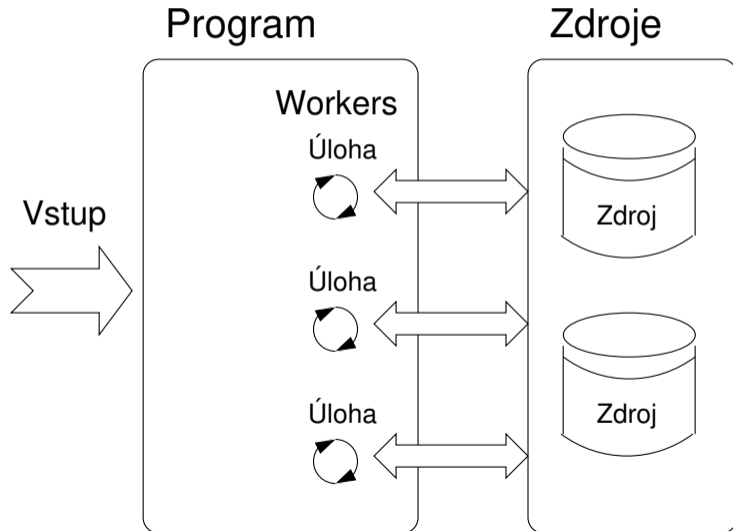 Program
Zdroje
Workers
Úloha
Vstup
Zdroj
Úloha
Úloha
Zdroj